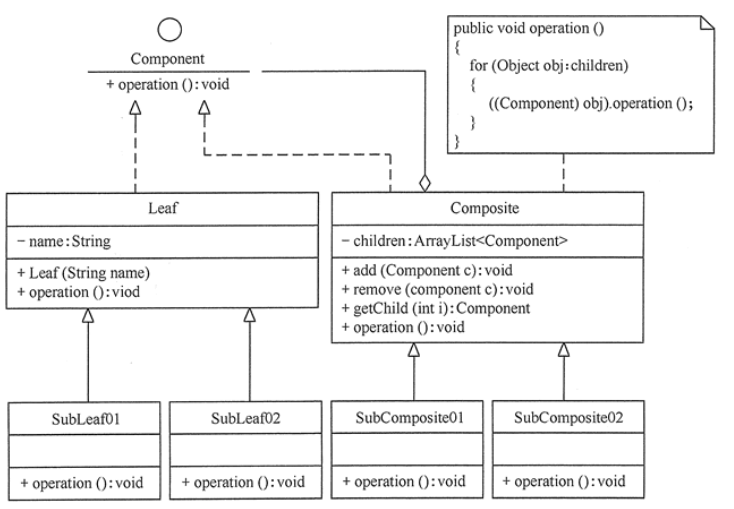 Component
+ operation (): void
public void operation ()
{
for (Object obj:children)
{
((Component) obj).operation ();
}
}
Leaf
- name:String
+ Leaf (String name)
+ operation ():viod
Composite
- children:ArrayList<Component>
+ add (Component c):void
+ remove (component c):void
+ getChild (int i):Component
+ operation ():void
SubLeaf01
+ operation ():void
SubLeaf02
+ operation ():void
SubComposite01
+ operation ():void
SubComposite02
+ operation ():void